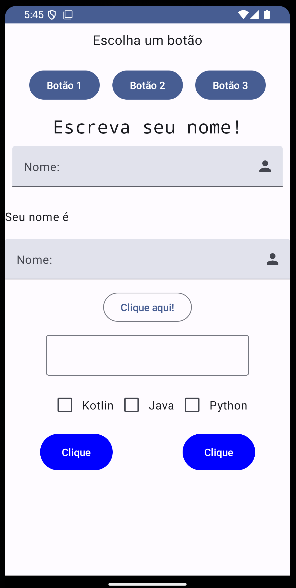 5:45
Escolha um botão
Botão 1 Botão 2 Botão 3
Escreva seu nome!
Nome:
Seu nome é
Nome:
Clique aqui!
Kotlin Java Python
Clique Clique